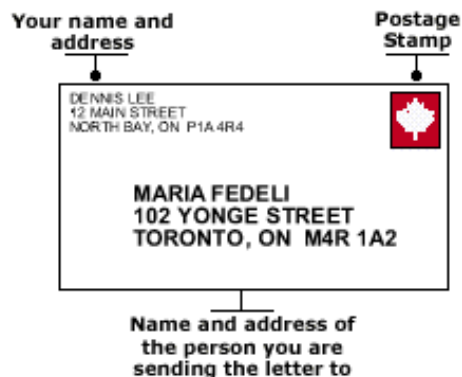 Your name and
address
Postage
Stamp
DENNIS LEE
12 MAIN STREET
NORTH BAY, ON P1A 4R4
MARIA FEDELI
102 YONGE STREET
TORONTO, ON M4R 1A2
Name and address of
the person you are
sending the letter to